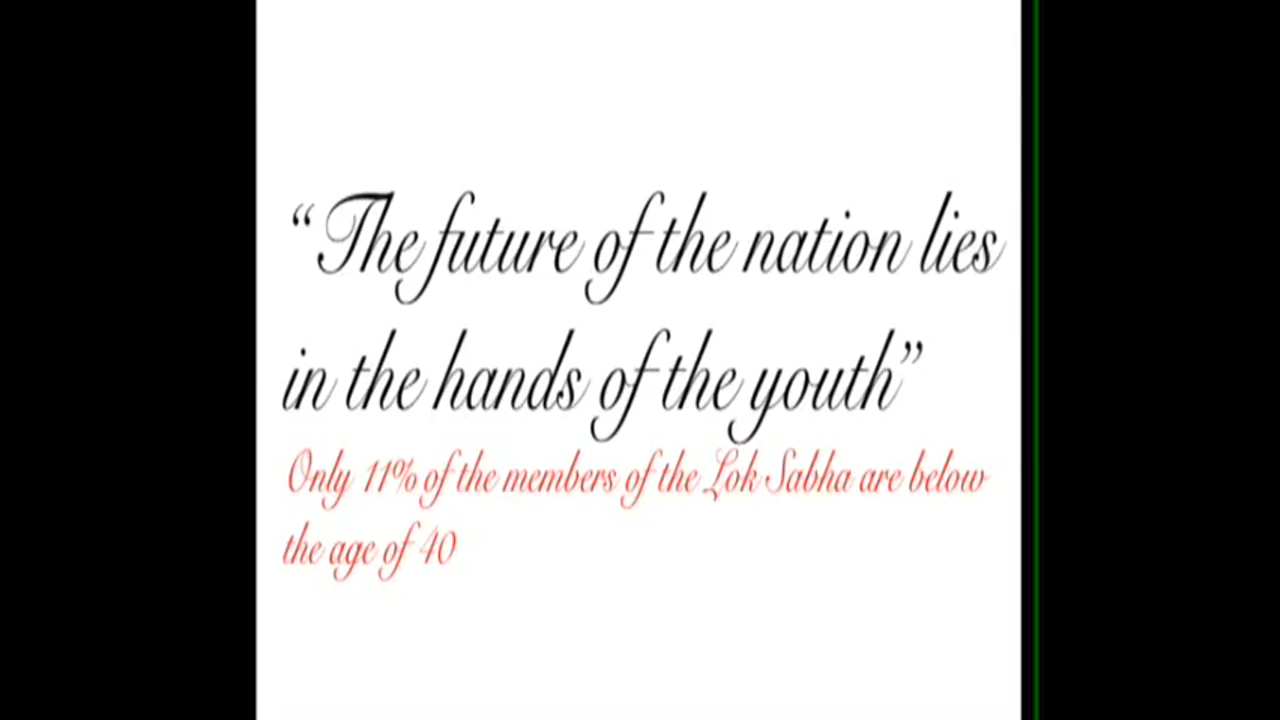 “The future of the nation lies
in the hands of the youth”
Only 11% of the members of the Lok Sabha are below
the age of 40